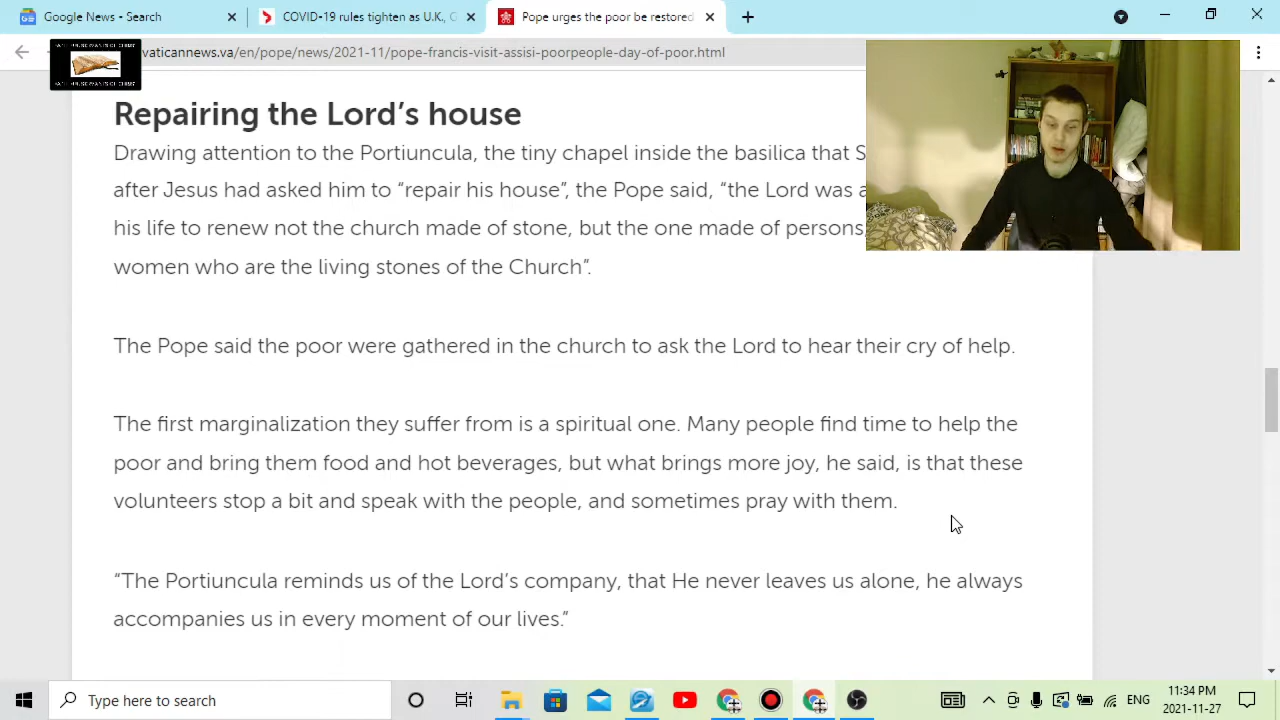 Google News - Search
COVID-19 rules tighten as U.K., G
Pope urges the poor be restored
vaticannews.va/en/pope/news/2021-11/pope-francis-visit-assisi-poor-people-day-of-poor.html
Repairing the Lord's house
Drawing attention to the Portiuncula, the tiny chapel inside the basilica that S
after Jesus had asked him to “repair his house”, the Pope said, “the Lord was a
his life to renew not the church made of stone, but the one made of persons,
women who are the living stones of the Church”.
The Pope said the poor were gathered in the church to ask the Lord to hear their cry of help.
The first marginalization they suffer from is a spiritual one. Many people find time to help the
poor and bring them food and hot beverages, but what brings more joy, he said, is that these
volunteers stop a bit and speak with the people, and sometimes pray with them.
“The Portiuncula reminds us of the Lord’s company, that He never leaves us alone, he always
accompanies us in every moment of our lives.”
Type here to search
ENG
11:34 PM
2021-11-27